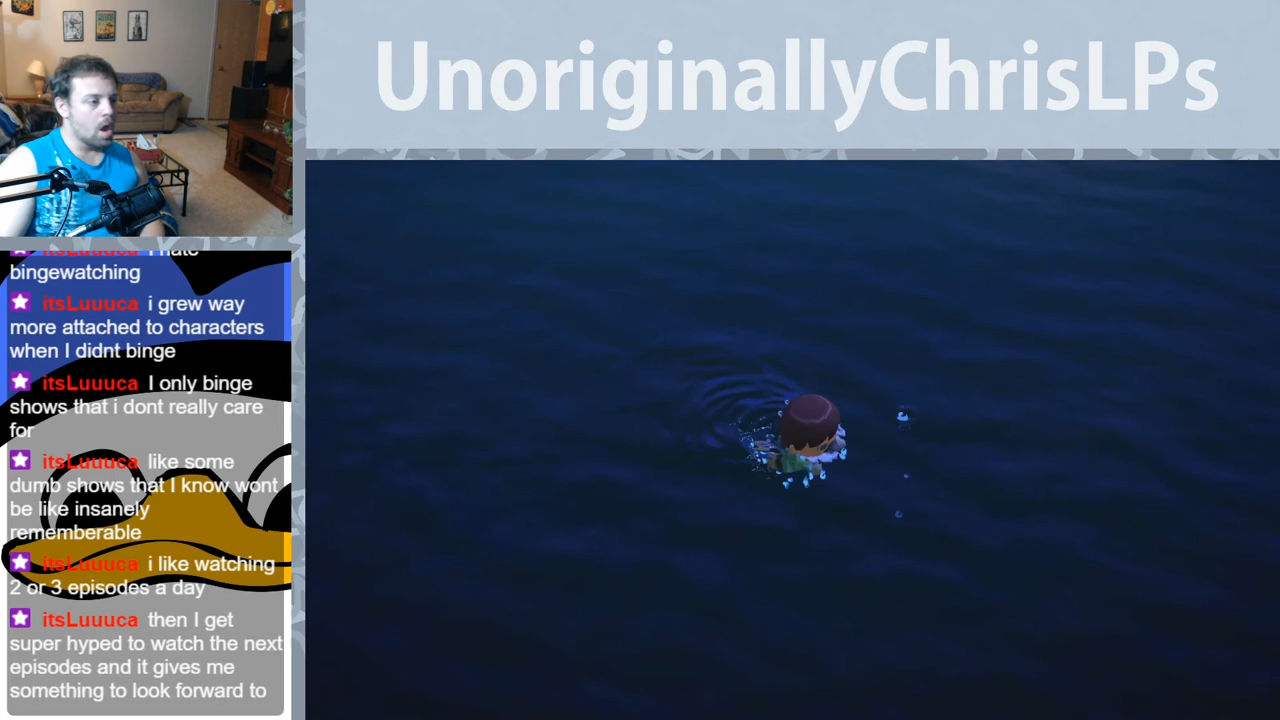 UnoriginallyChrisLPs
itsLuuuca I hate
bingewatching
itsLuuuca i grew way
more attached to characters
when I didnt binge
itsLuuuca I only binge
shows that i dont really care
for
itsLuuuca like some
dumb shows that I know wont
be like insanely
rememberable
itsLuuuca i like watching
2 or 3 episodes a day
itsLuuuca then I get
super hyped to watch the next
episodes and it gives me
something to look forward to